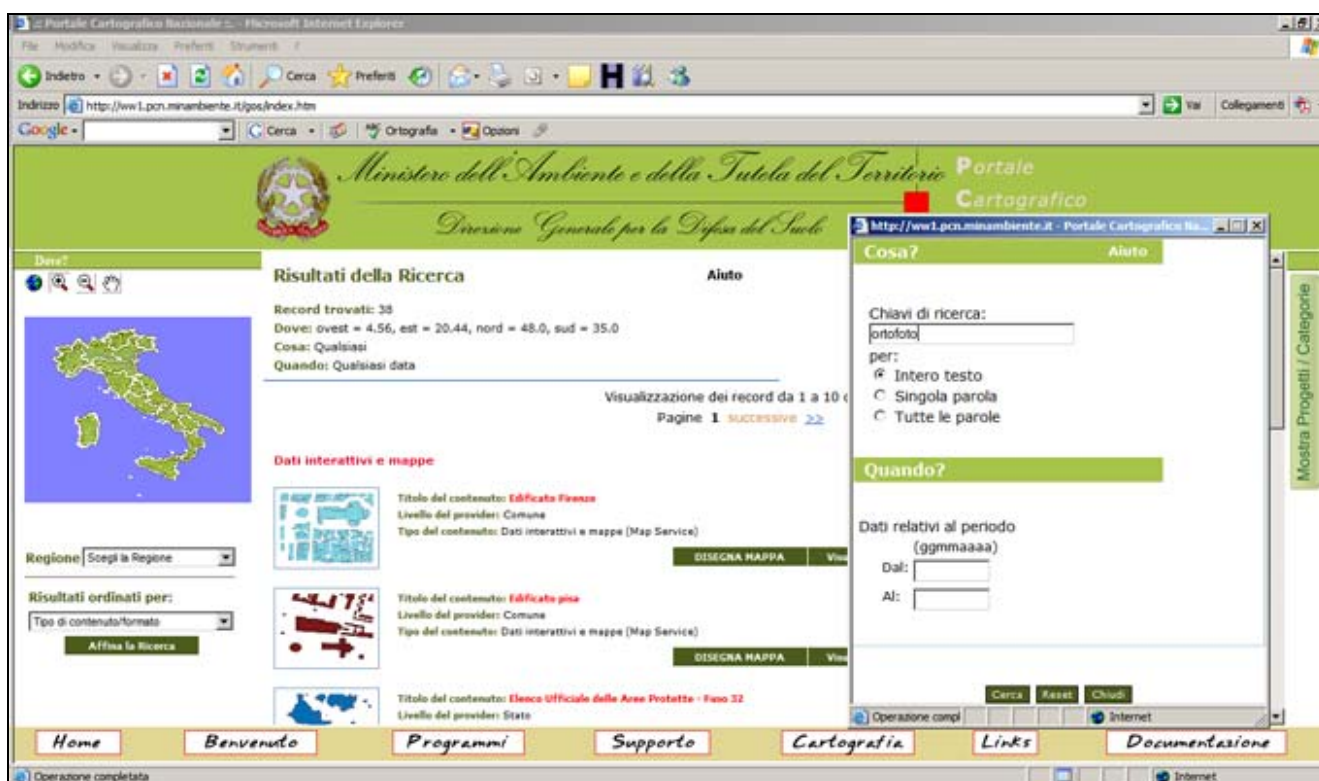 .:: Portale Cartografico Nazionale ::. - Microsoft Internet Explorer
File Modifica Visualizza Preferiti Strumenti ?
Indietro Cerca Preferiti
Indirizzo http://ww1.pcn.minambiente.it/gos/index.htm Vai Collegamenti
Google Cerca Ortografia Opzioni
Ministero dell'Ambiente e della Tutela del Territorio
Direzione Generale per la Difesa del Suolo
Portale
Cartografico
Dove?
Regione Scegli la Regione
Risultati ordinati per:
Tipo di contenuto/formato
Affina la Ricerca
Risultati della Ricerca Aiuto
Record trovati: 38
Dove: ovest = 4.56, est = 20.44, nord = 48.0, sud = 35.0
Cosa: Qualsiasi
Quando: Qualsiasi data
Visualizzazione dei record da 1 a 10
Pagine 1 successive >>
Dati interattivi e mappe
Titolo del contenuto: Edificato Firenze
Livello del provider: Comune
Tipo del contenuto: Dati interattivi e mappe (Map Service)
DISEGNA MAPPA
Titolo del contenuto: Edificato pisa
Livello del provider: Comune
Tipo del contenuto: Dati interattivi e mappe (Map Service)
DISEGNA MAPPA
Titolo del contenuto: Elenco Ufficiale delle Aree Protette - Fuso 32
Livello del provider: Stato
http://ww1.pcn.minambiente.it - Portale Cartografico Na...
Cosa? Aiuto
Chiavi di ricerca:
ortofoto
per:
Intero testo
Singola parola
Tutte le parole
Quando?
Dati relativi al periodo
(ggmmaaaa)
Dal:
Al:
Cerca Reset Chiudi
Operazione compl Internet
Mostra Progetti / Categorie
Home Benvenuto Programmi Supporto Cartografia Links Documentazione
Operazione completata Internet